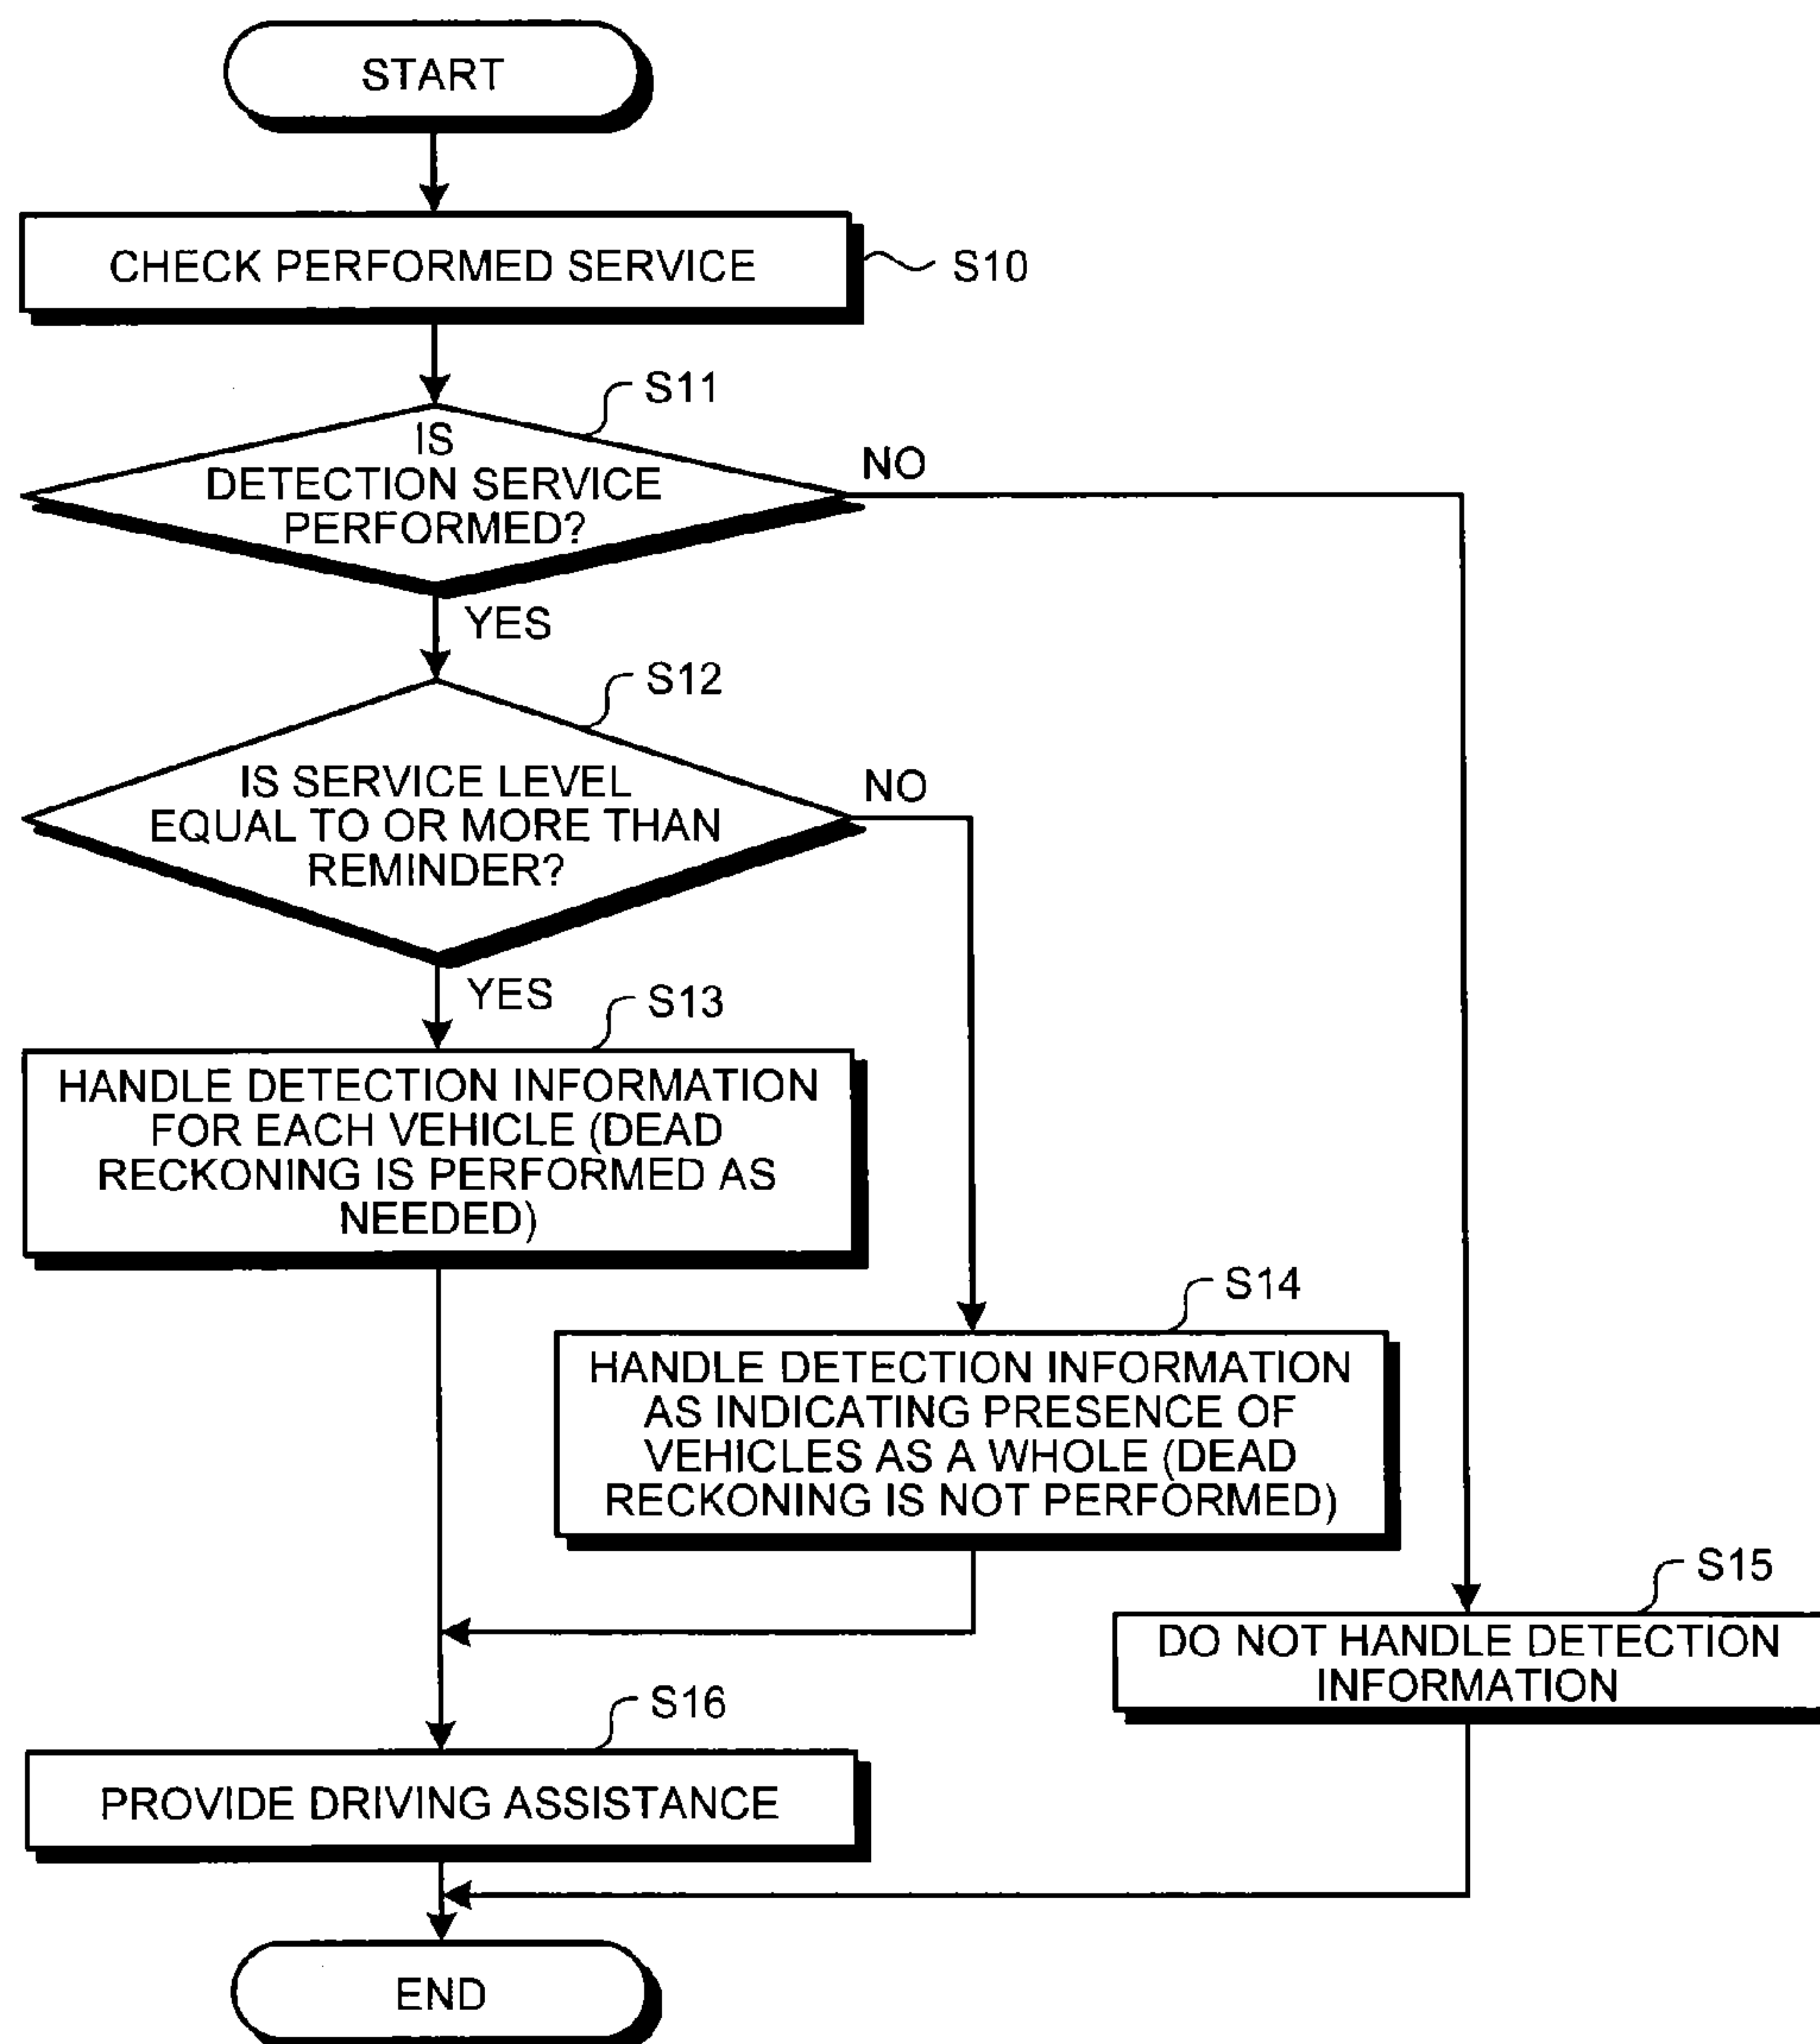 START
CHECK PERFORMED SERVICE
S10
S11
IS
DETECTION SERVICE
PERFORMED?
NO
YES
S12
IS SERVICE LEVEL
EQUAL TO OR MORE THAN
REMINDER?
NO
YES
S13
HANDLE DETECTION INFORMATION
FOR EACH VEHICLE (DEAD
RECKONING IS PERFORMED AS
NEEDED)
S14
HANDLE DETECTION INFORMATION
AS INDICATING PRESENCE OF
VEHICLES AS A WHOLE (DEAD
RECKONING IS NOT PERFORMED)
S15
DO NOT HANDLE DETECTION
INFORMATION
S16
PROVIDE DRIVING ASSISTANCE
END